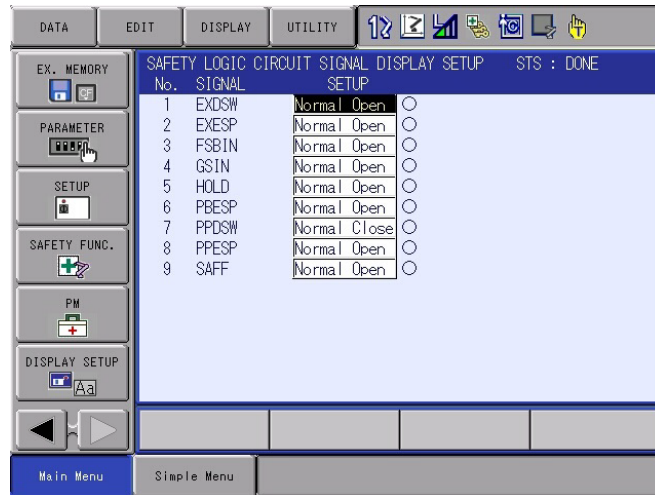 DATA EDIT DISPLAY UTILITY
EX. MEMORY
CF
PARAMETER
SETUP
SAFETY FUNC.
PM
DISPLAY SETUP
Aa
SAFETY LOGIC CIRCUIT SIGNAL DISPLAY SETUP STS : DONE
No. SIGNAL SETUP
1 EXDSW Normal Open
2 EXESP Normal Open
3 FSBIN Normal Open
4 GSIN Normal Open
5 HOLD Normal Open
6 PBESP Normal Open
7 PPDSW Normal Close
8 PPESP Normal Open
9 SAFF Normal Open
Main Menu Simple Menu